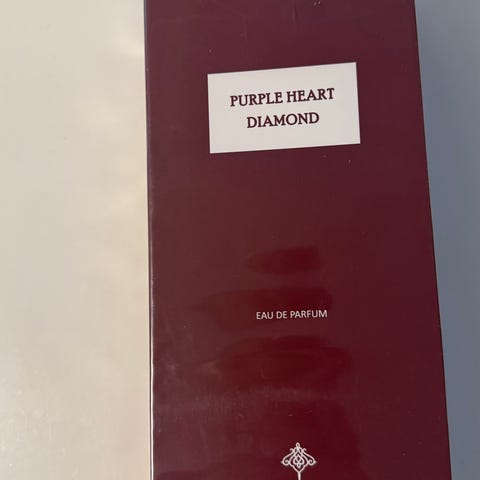 PURPLE HEART
DIAMOND
EAU DE PARFUM